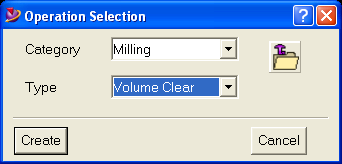 Operation Selection
Category Milling
Type Volume Clear
Create Cancel